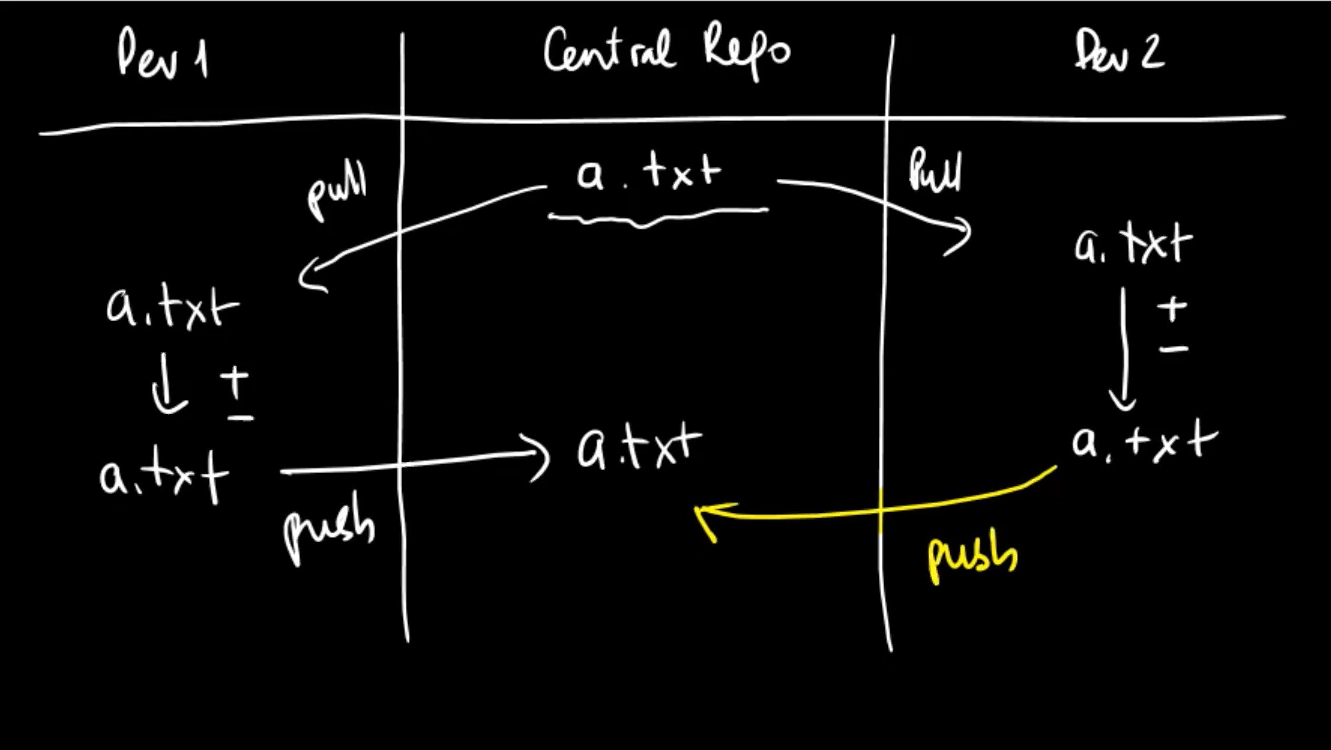 Dev 1 Central Repo Dev 2
pull a.txt Pull
a.txt
a.txt
+
-
+
-
a.txt a.txt a.txt
push push